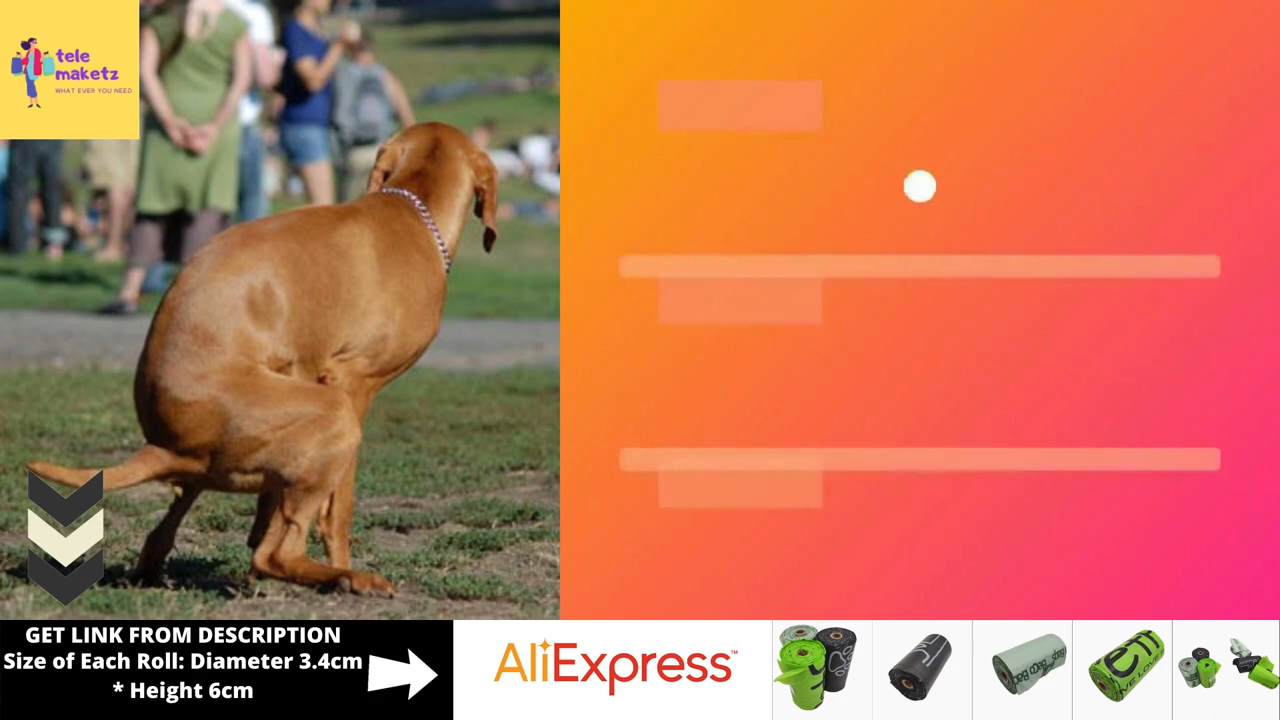 tele
maketz
WHAT EVER YOU NEED
GET LINK FROM DESCRIPTION
Size of Each Roll: Diameter 3.4cm
* Height 6cm
AliExpress™